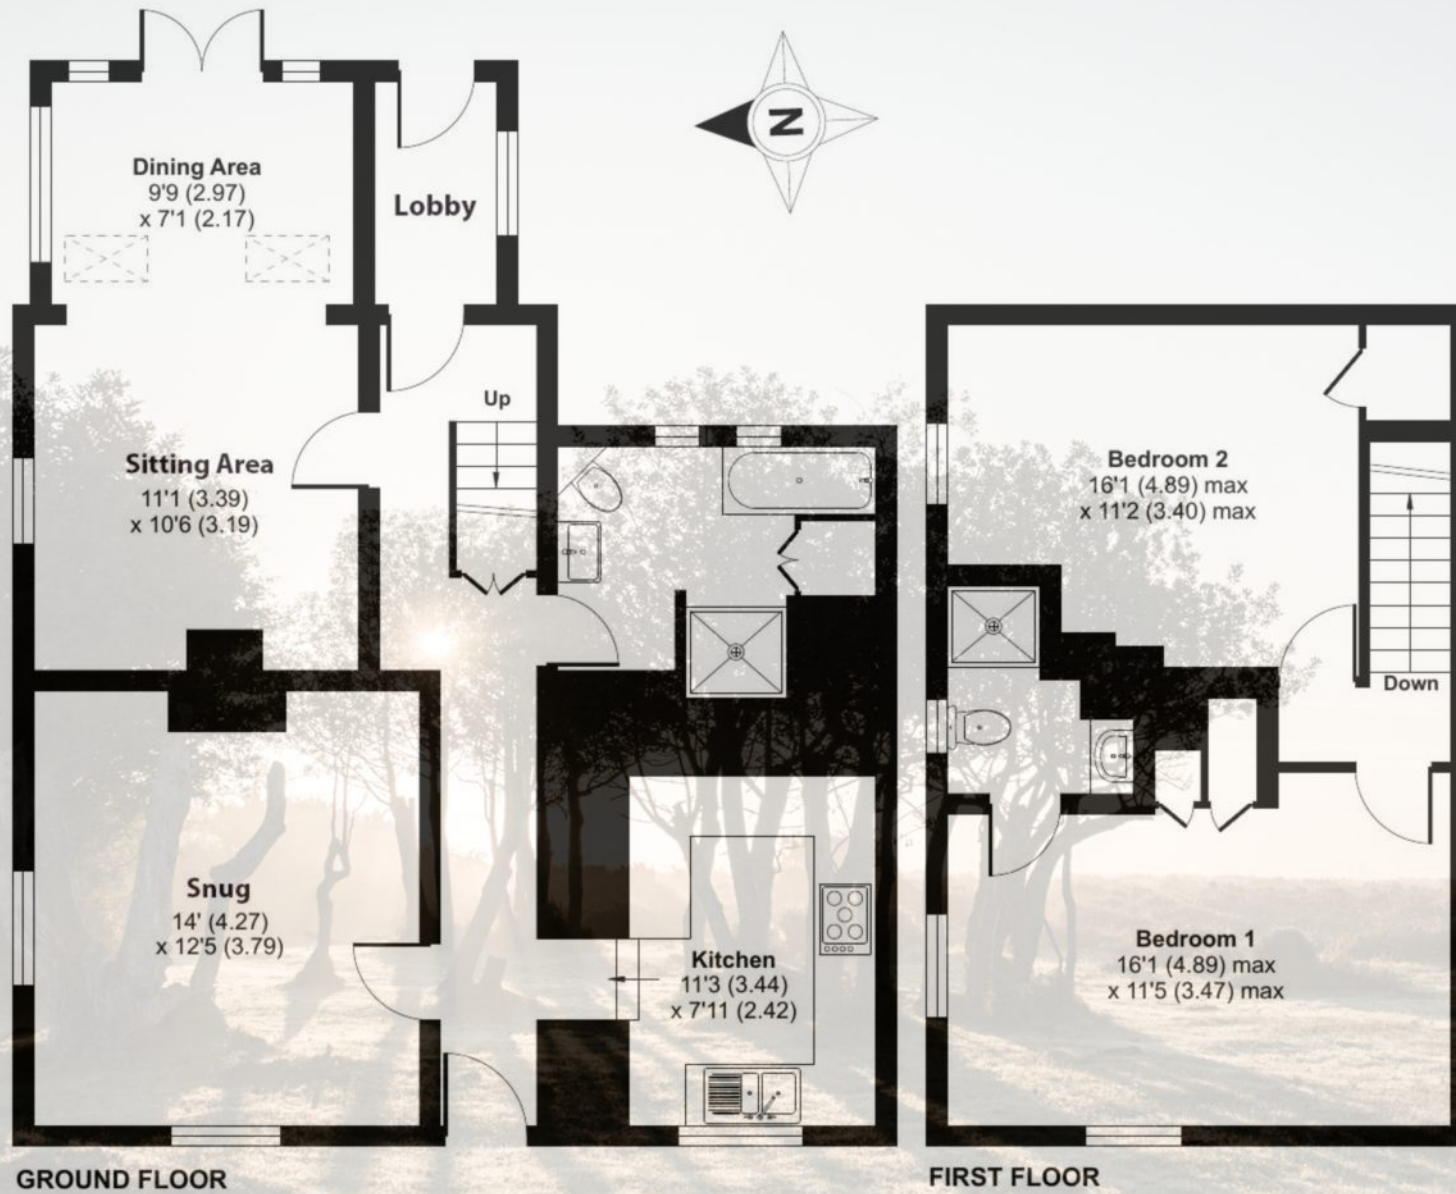 Dining Area
9'9 (2.97)
x 7'1 (2.17)
Lobby
N
Up
Sitting Area
11'1 (3.39)
x 10'6 (3.19)
Bedroom 2
16'1 (4.89) max
x 11'2 (3.40) max
Down
Snug
14' (4.27)
x 12'5 (3.79)
Kitchen
11'3 (3.44)
x 7'11 (2.42)
Bedroom 1
16'1 (4.89) max
x 11'5 (3.47) max
GROUND FLOOR
FIRST FLOOR